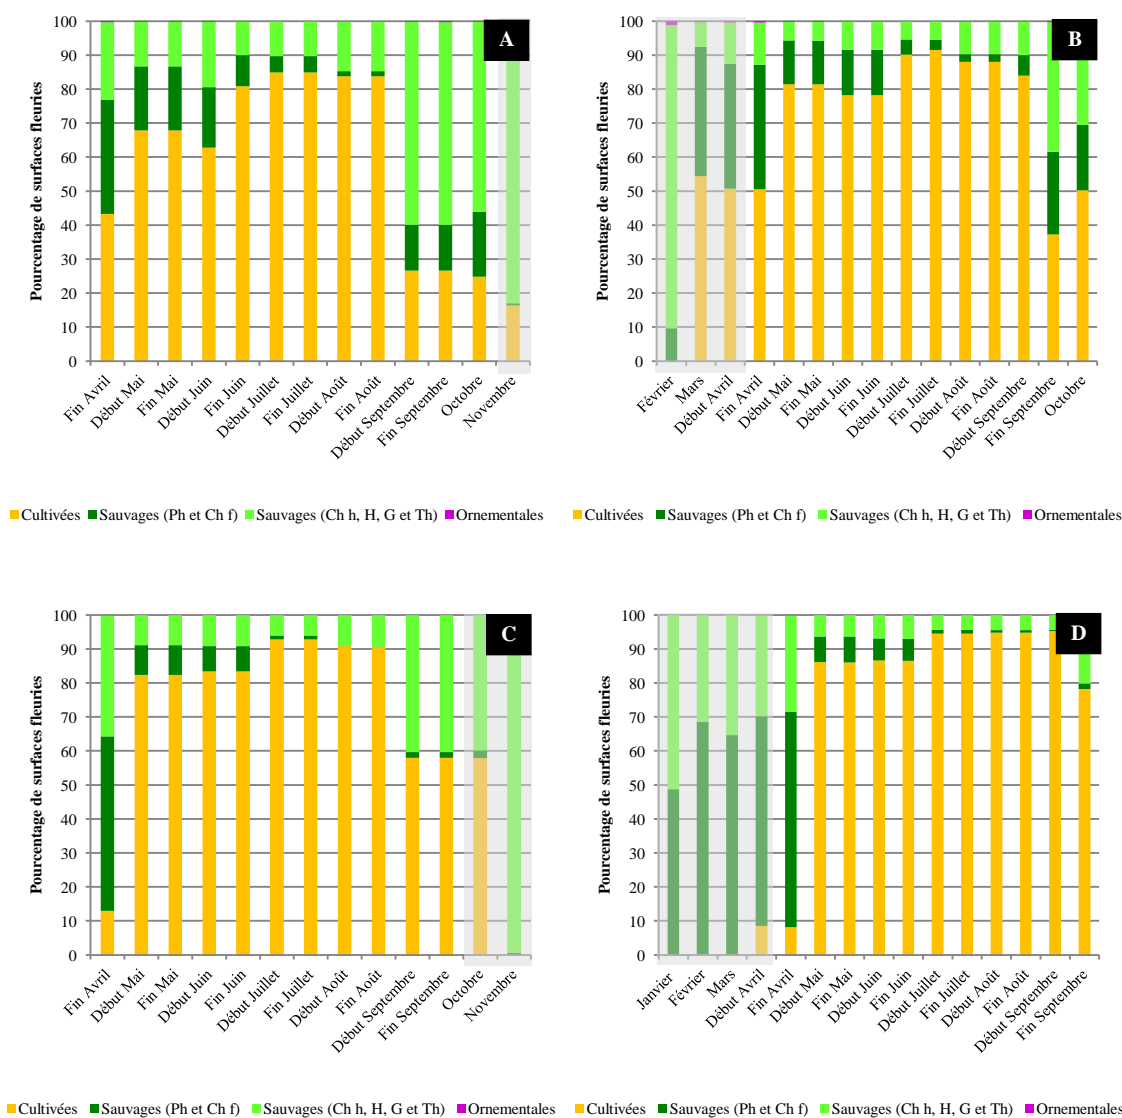 A
Pourcentage de surfaces fleuries
100
90
80
70
60
50
40
30
20
10
0
Fin Avril
Début Mai
Fin Mai
Début Juin
Fin Juin
Début Juillet
Fin Juillet
Début Août
Fin Août
Début Septembre
Fin Septembre
Octobre
Novembre
Cultivées Sauvages (Ph et Ch f) Sauvages (Ch h, H, G et Th) Ornementales
B
Pourcentage de surfaces fleuries
100
90
80
70
60
50
40
30
20
10
0
Février
Mars
Début Avril
Fin Avril
Début Mai
Fin Mai
Début Juin
Fin Juin
Début Juillet
Fin Juillet
Début Août
Fin Août
Début Septembre
Fin Septembre
Octobre
Cultivées Sauvages (Ph et Ch f) Sauvages (Ch h, H, G et Th) Ornementales
C
Pourcentage de surfaces fleuries
100
90
80
70
60
50
40
30
20
10
0
Fin Avril
Début Mai
Fin Mai
Début Juin
Fin Juin
Début Juillet
Fin Juillet
Début Août
Fin Août
Début Septembre
Fin Septembre
Octobre
Novembre
Cultivées Sauvages (Ph et Ch f) Sauvages (Ch h, H, G et Th) Ornementales
D
Pourcentage de surfaces fleuries
100
90
80
70
60
50
40
30
20
10
0
Janvier
Février
Mars
Début Avril
Fin Avril
Début Mai
Fin Mai
Début Juin
Fin Juin
Début Juillet
Fin Juillet
Début Août
Fin Août
Début Septembre
Fin Septembre
Cultivées Sauvages (Ph et Ch f) Sauvages (Ch h, H, G et Th) Ornementales